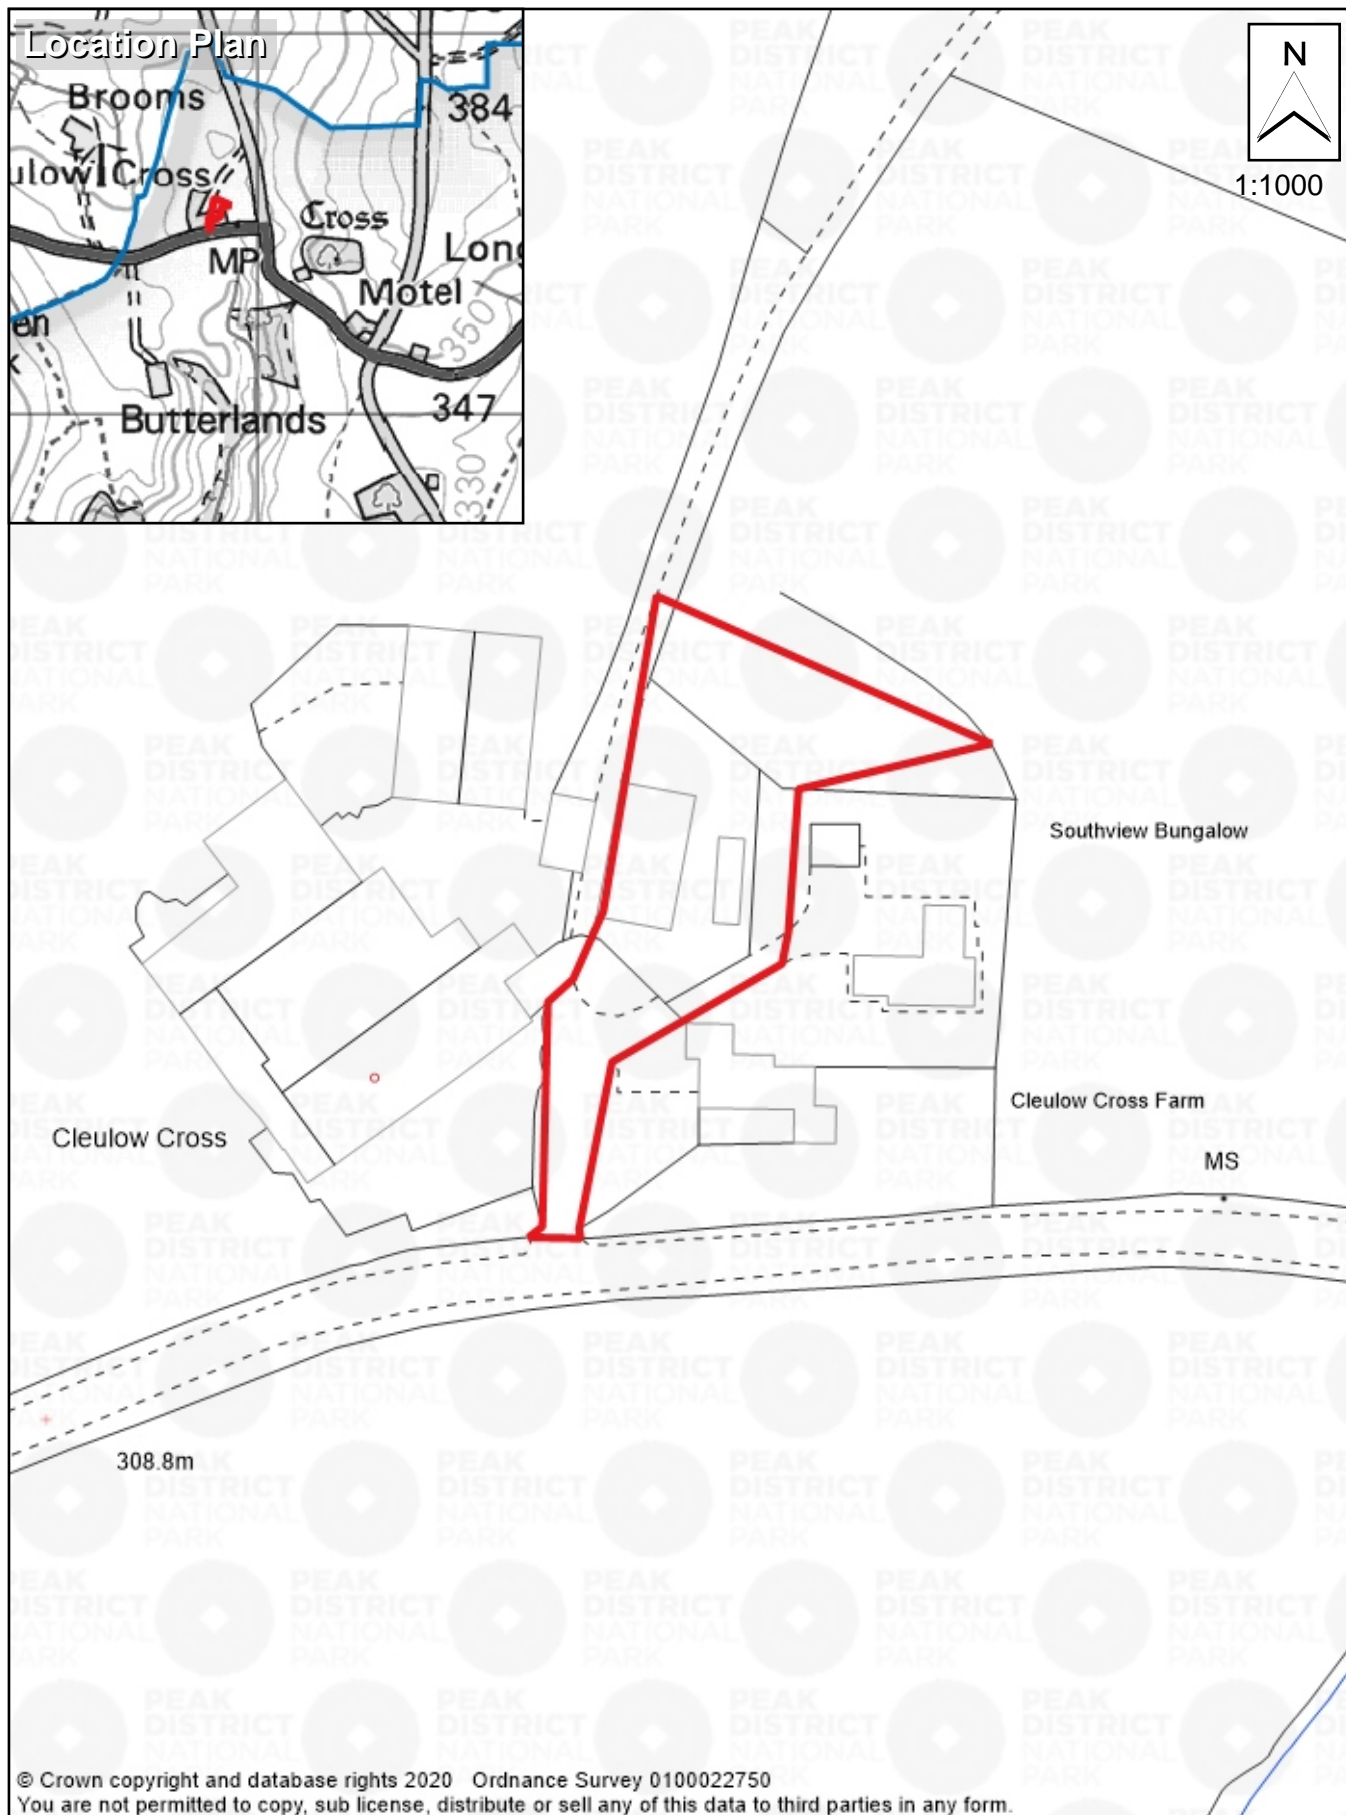 Location Plan
Brooms
ulow Cross
384
Cross
MP
Long
Motel
350
en
347
Butterlands
330
N
1:1000
Southview Bungalow
Cleulow Cross Farm
MS
Cleulow Cross
308.8m
PEAK
DISTRICT
NATIONAL
PARK
© Crown copyright and database rights 2020 Ordnance Survey 0100022750
You are not permitted to copy, sub license, distribute or sell any of this data to third parties in any form.